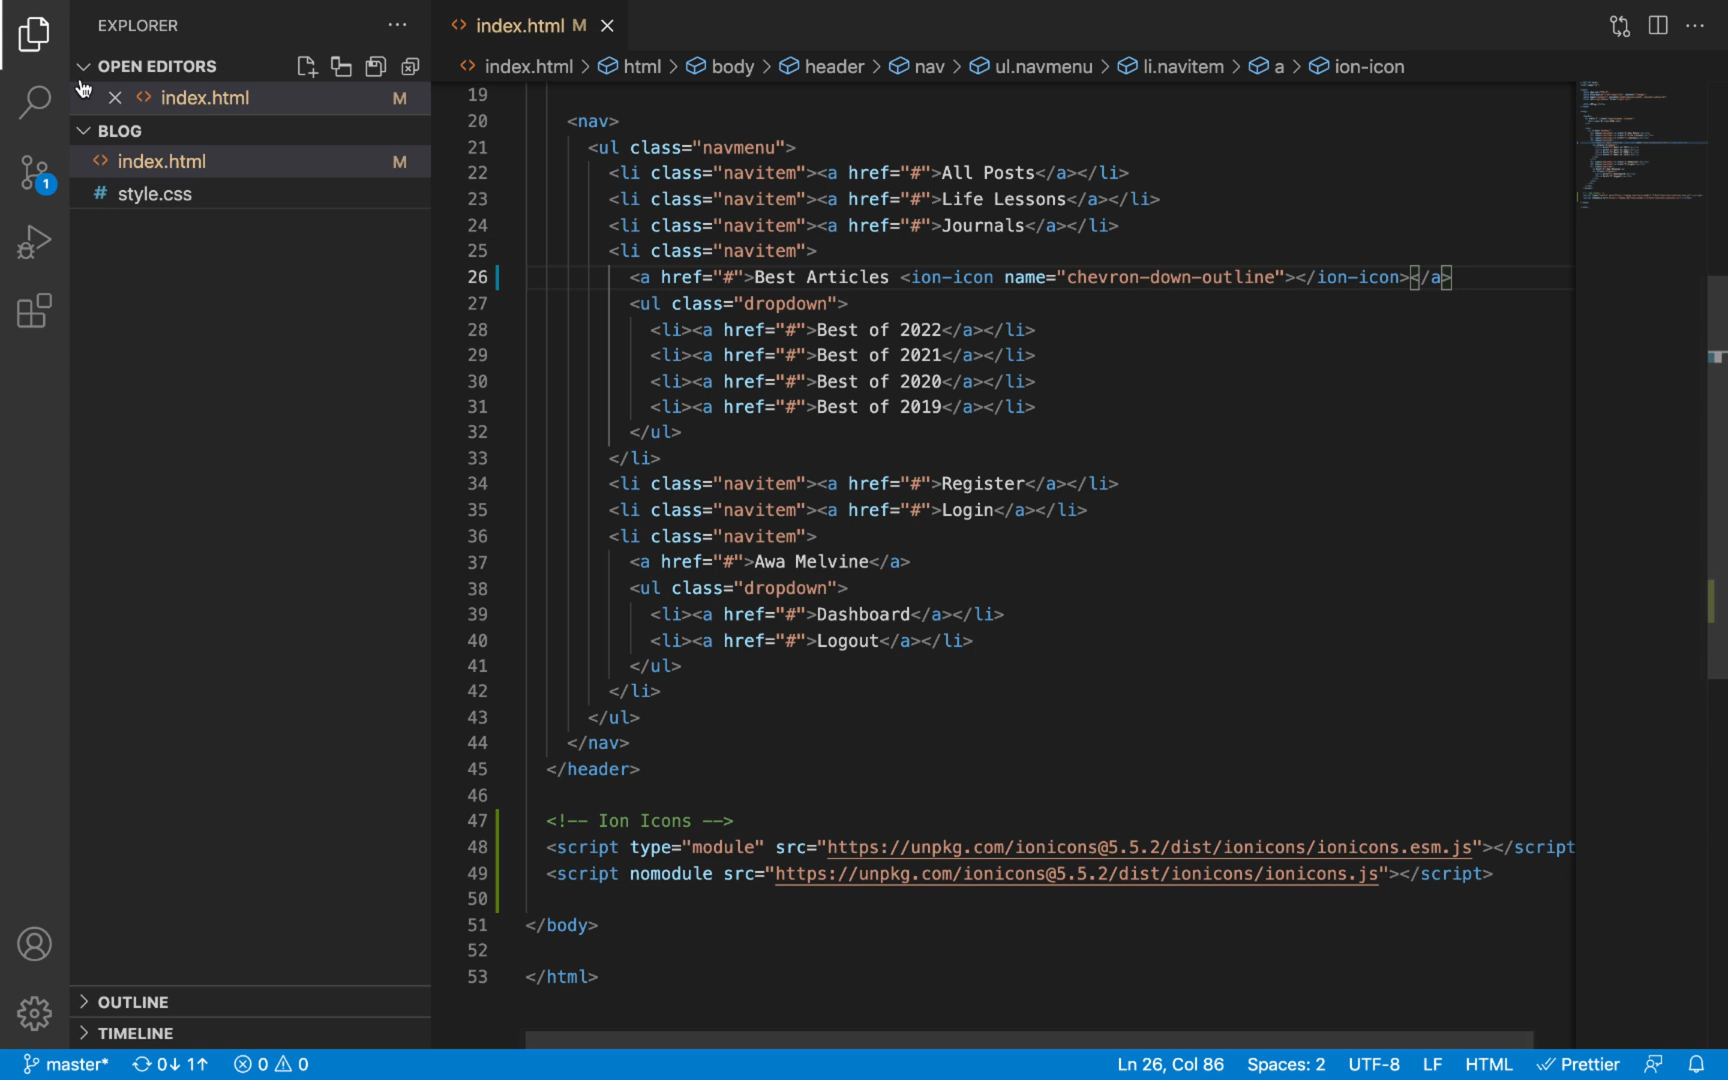 EXPLORER
OPEN EDITORS
index.html M
BLOG
index.html M
# style.css
1
OUTLINE
TIMELINE
<> index.html M
<> index.html > html > body > header > nav > ul.navmenu > li.navitem > a > ion-icon
19
20 <nav>
21 <ul class="navmenu">
22 <li class="navitem"><a href="#">All Posts</a></li>
23 <li class="navitem"><a href="#">Life Lessons</a></li>
24 <li class="navitem"><a href="#">Journals</a></li>
25 <li class="navitem">
26 <a href="#">Best Articles <ion-icon name="chevron-down-outline"></ion-icon></a>
27 <ul class="dropdown">
28 <li><a href="#">Best of 2022</a></li>
29 <li><a href="#">Best of 2021</a></li>
30 <li><a href="#">Best of 2020</a></li>
31 <li><a href="#">Best of 2019</a></li>
32 </ul>
33 </li>
34 <li class="navitem"><a href="#">Register</a></li>
35 <li class="navitem"><a href="#">Login</a></li>
36 <li class="navitem">
37 <a href="#">Awa Melvine</a>
38 <ul class="dropdown">
39 <li><a href="#">Dashboard</a></li>
40 <li><a href="#">Logout</a></li>
41 </ul>
42 </li>
43 </ul>
44 </nav>
45 </header>
46
47 <!-- Ion Icons -->
48 <script type="module" src="https://unpkg.com/ionicons@5.5.2/dist/ionicons/ionicons.esm.js"></script
49 <script nomodule src="https://unpkg.com/ionicons@5.5.2/dist/ionicons/ionicons.js"></script>
50
51 </body>
52
53 </html>
master* 0↓ 1↑ 0 0 Ln 26, Col 86 Spaces: 2 UTF-8 LF HTML Prettier